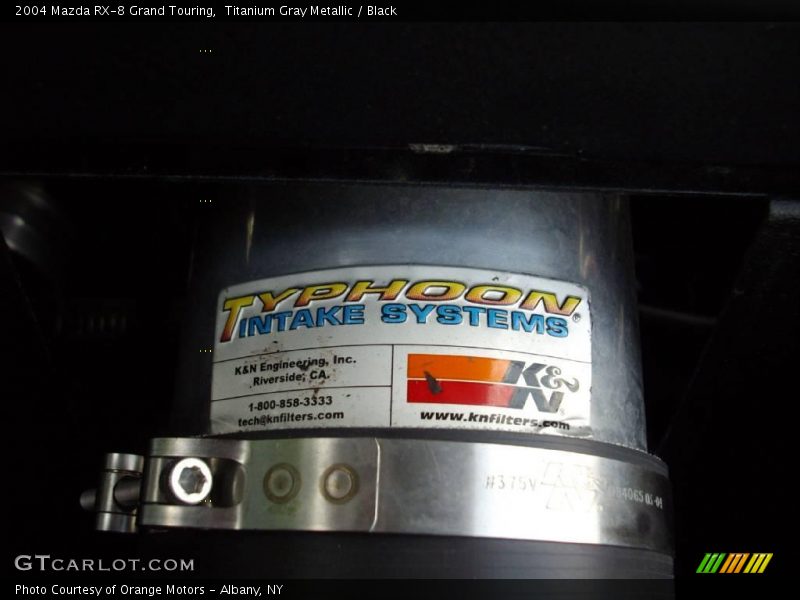 2004 Mazda RX-8 Grand Touring,  Titanium Gray Metallic / Black
TYPHOON®
INTAKE SYSTEMS
K&N Engineering, Inc.
Riverside, CA.
1-800-858-3333
tech@knfilters.com
K&N®
www.knfilters.com
GTCARLOT.COM
Photo Courtesy of Orange Motors - Albany, NY